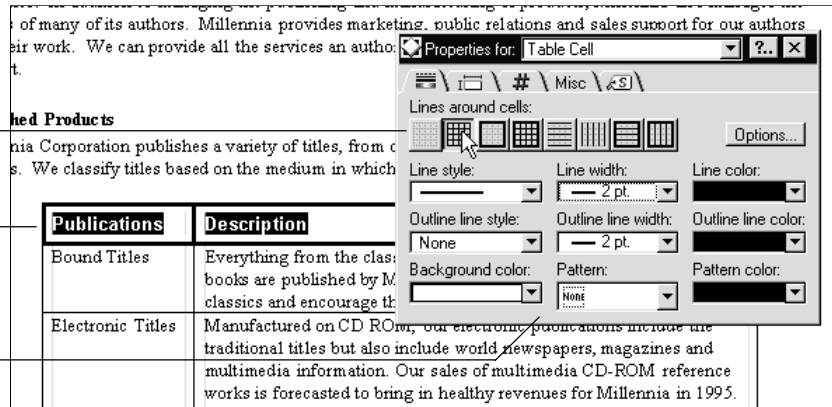 of many of its authors. Millennia provides marketing, public relations and sales support for our authors
eir work. We can provide all the services an autho
t.
hed Products
nia Corporation publishes a variety of titles, from
s. We classify titles based on the medium in which
Publications Description
Bound Titles Everything from the clas
books are published by M
classics and encourage th
Electronic Titles Manufactured on CD ROM, our electronic publications include the
traditional titles but also include world newspapers, magazines and
multimedia information. Our sales of multimedia CD-ROM reference
works is forecasted to bring in healthy revenues for Millennia in 1995.
Properties for: Table Cell ?.. X
# Misc S
Lines around cells:
Options...
Line style: Line width: Line color:
2 pt.
Outline line style: Outline line width: Outline line color:
None 2 pt.
Background color: Pattern: Pattern color:
None